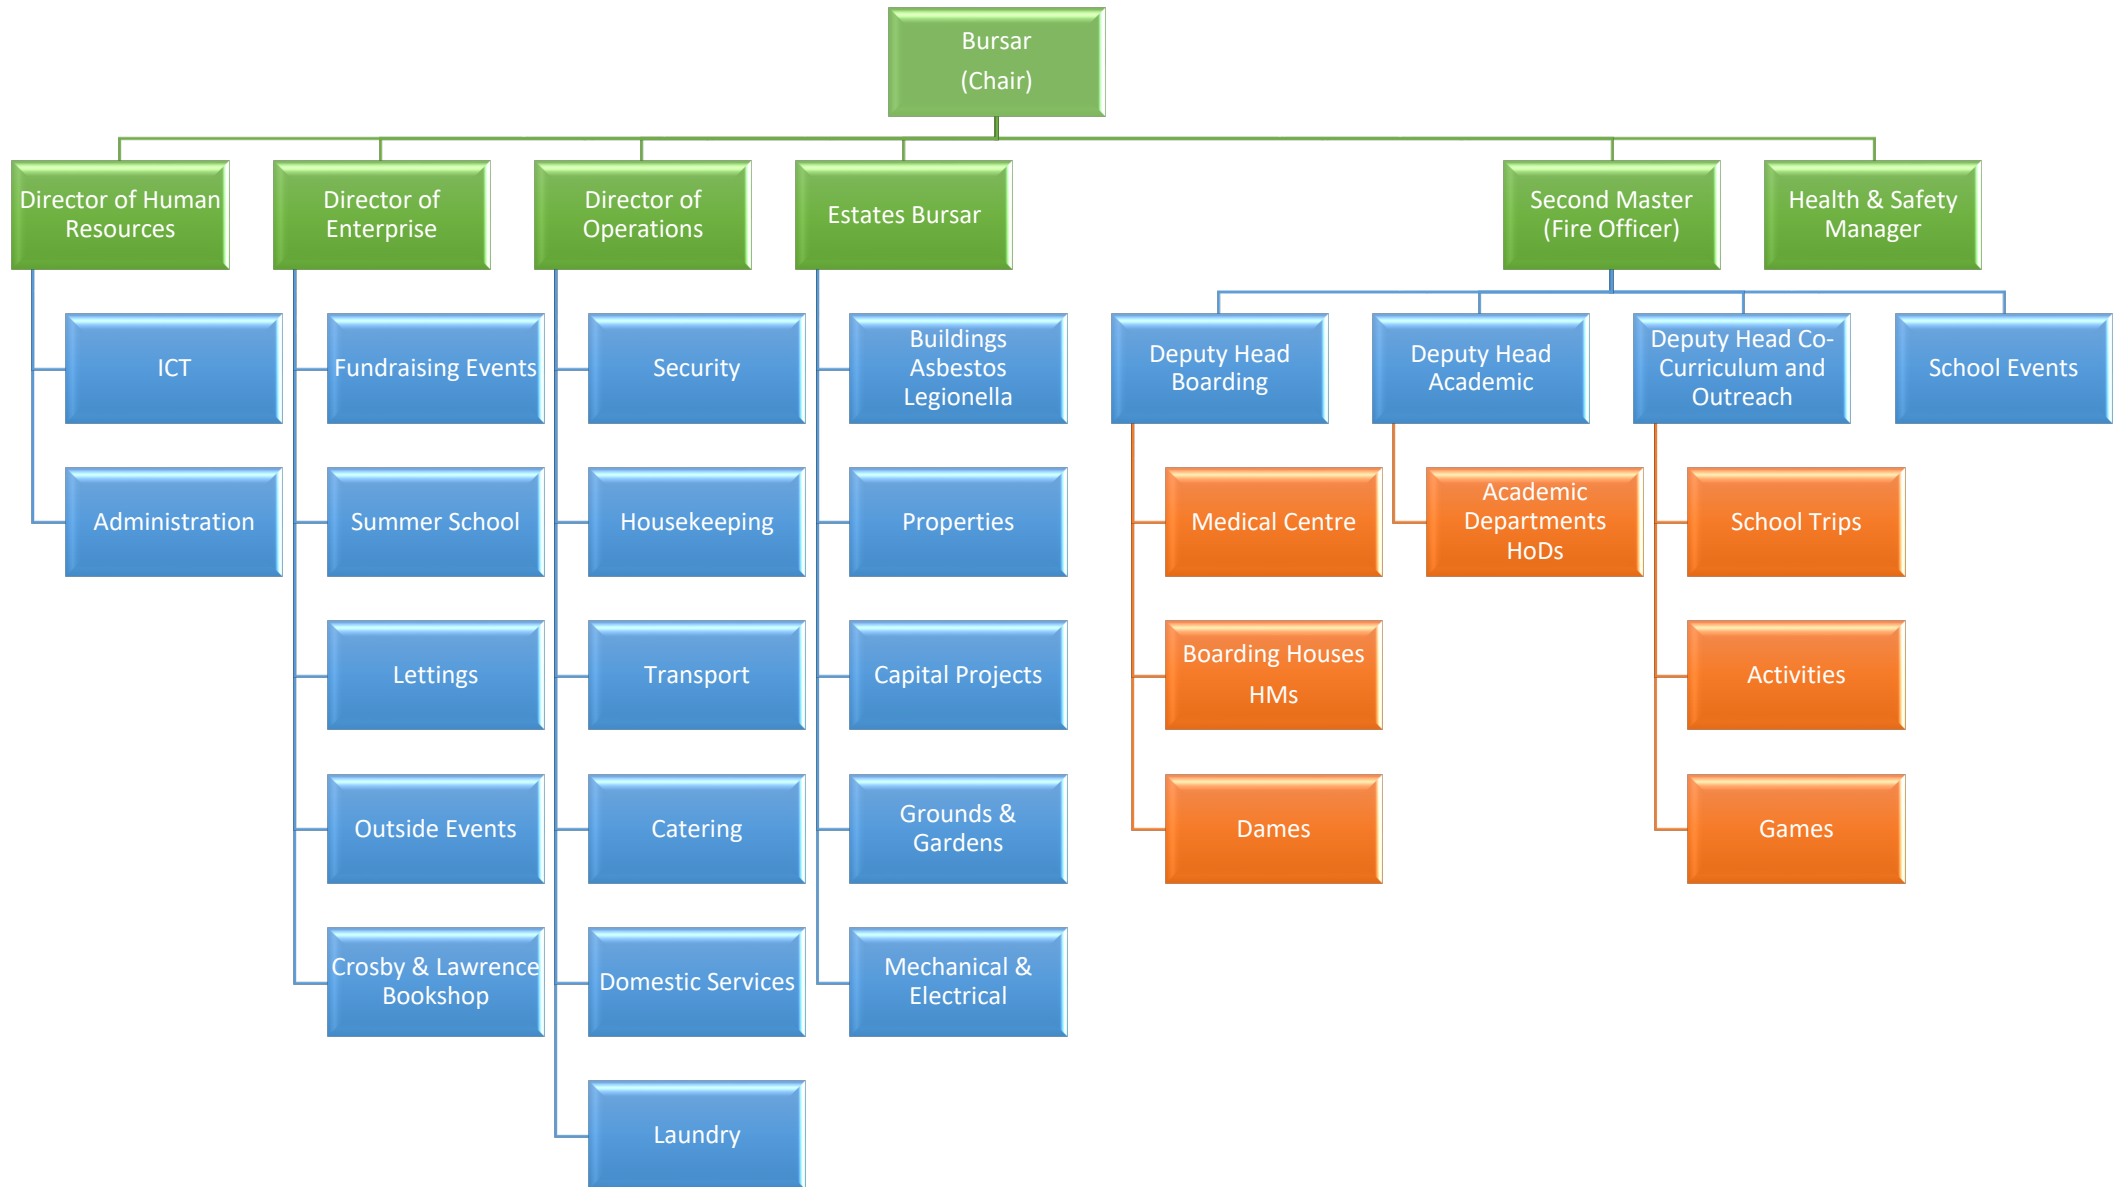 Bursar
(Chair)
Director of Human
Resources
Director of
Enterprise
Director of
Operations
Estates Bursar
Second Master
(Fire Officer)
Health & Safety
Manager
ICT
Fundraising Events
Security
Buildings
Asbestos
Legionella
Deputy Head
Boarding
Deputy Head
Academic
Deputy Head Co-
Curriculum and
Outreach
School Events
Administration
Summer School
Housekeeping
Properties
Medical Centre
Academic
Departments
HoDs
School Trips
Lettings
Transport
Capital Projects
Boarding Houses
HMs
Activities
Outside Events
Catering
Grounds &
Gardens
Dames
Games
Crosby & Lawrence
Bookshop
Domestic Services
Mechanical &
Electrical
Laundry